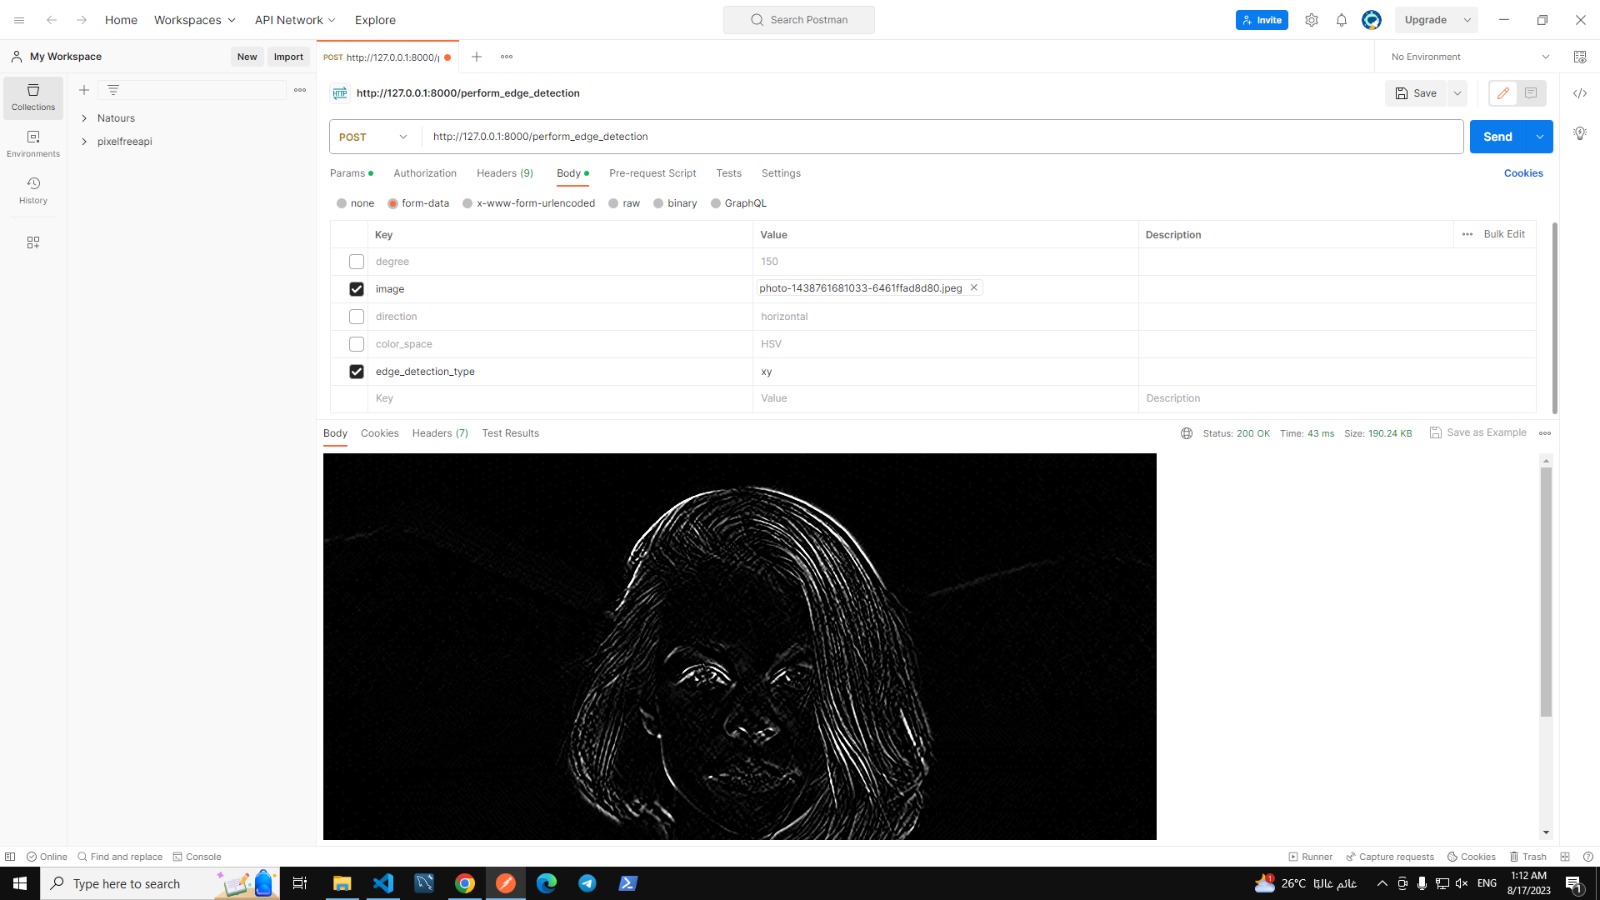 Home Workspaces API Network Explore Search Postman Invite Upgrade
My Workspace New Import POST http://127.0.0.1:8000/p No Environment
Collections
Environments
History
Natours
pixelfreeapi
HTTP http://127.0.0.1:8000/perform_edge_detection Save
POST http://127.0.0.1:8000/perform_edge_detection Send
Params Authorization Headers (9) Body Pre-request Script Tests Settings Cookies
none form-data x-www-form-urlencoded raw binary GraphQL
Key Value Description Bulk Edit
degree 150
image photo-1438761681033-6461ffad8d80.jpeg
direction horizontal
color_space HSV
edge_detection_type xy
Key Value Description
Body Cookies Headers (7) Test Results Status: 200 OK Time: 43 ms Size: 190.24 KB Save as Example
Online Find and replace Console Runner Capture requests Cookies Trash
Type here to search 1 26°C غائم غالبًا ENG 1:12 AM
8/17/2023 1